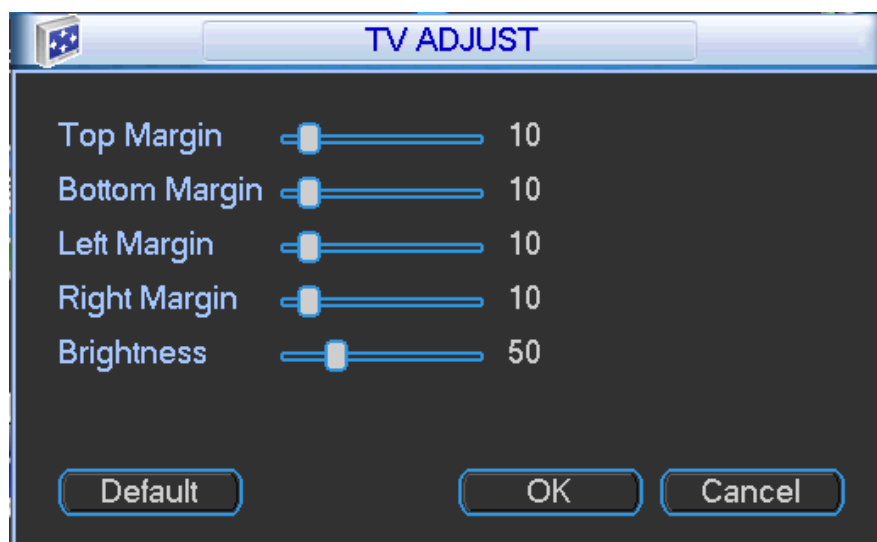 TV ADJUST
Top Margin 10
Bottom Margin 10
Left Margin 10
Right Margin 10
Brightness 50
Default OK Cancel